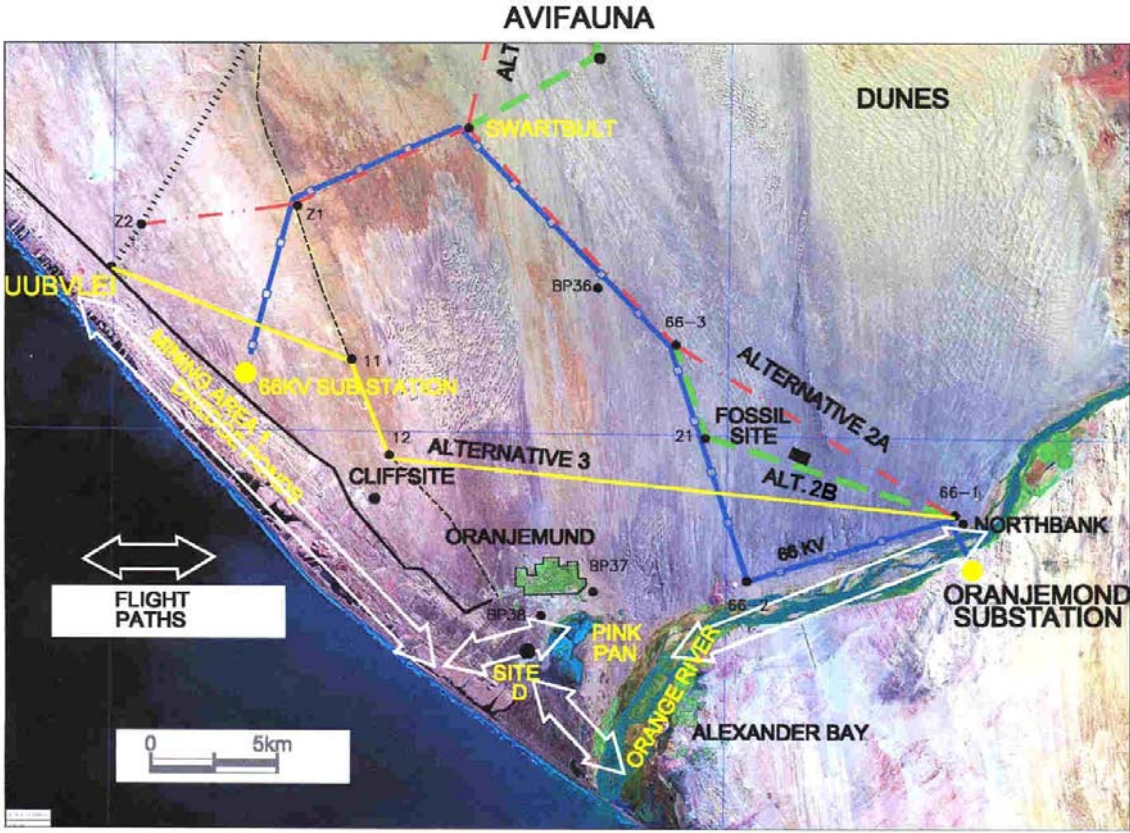 AVIFAUNA
ALT
DUNES
SWARTBULT
Z2
Z1
UUBVLEI
BP36
66-3
11
66KV SUBSTATION
MINING AREA 1
ALTERNATIVE 2A
FOSSIL
SITE
21
12
ALTERNATIVE 3
CLIFFSITE
ALT.2B
66-1
NORTHBANK
ORANJEMUND
66 KV
BP37
66-2
ORANJEMOND
SUBSTATION
FLIGHT
PATHS
BP38
PINK
PAN
SITE
D
ORANGE RIVER
ALEXANDER BAY
0 5km